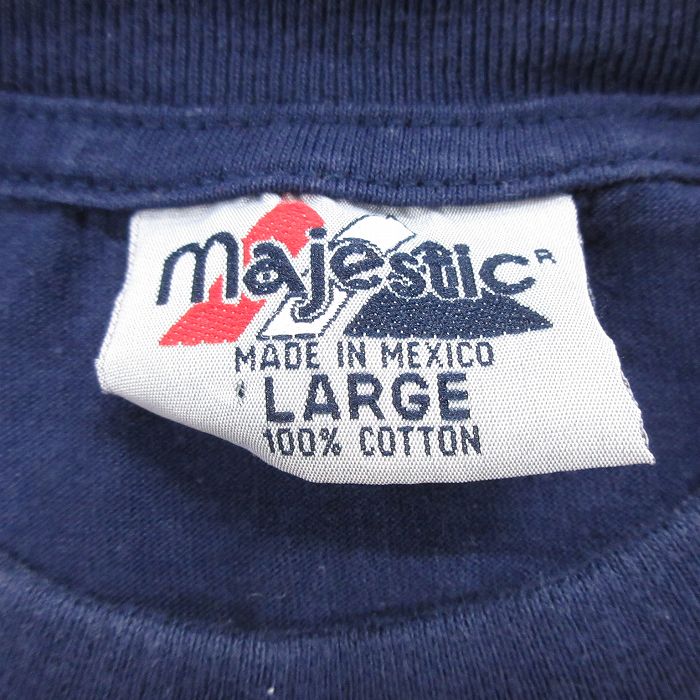 majestic R
MADE IN MEXICO
LARGE
100% COTTON